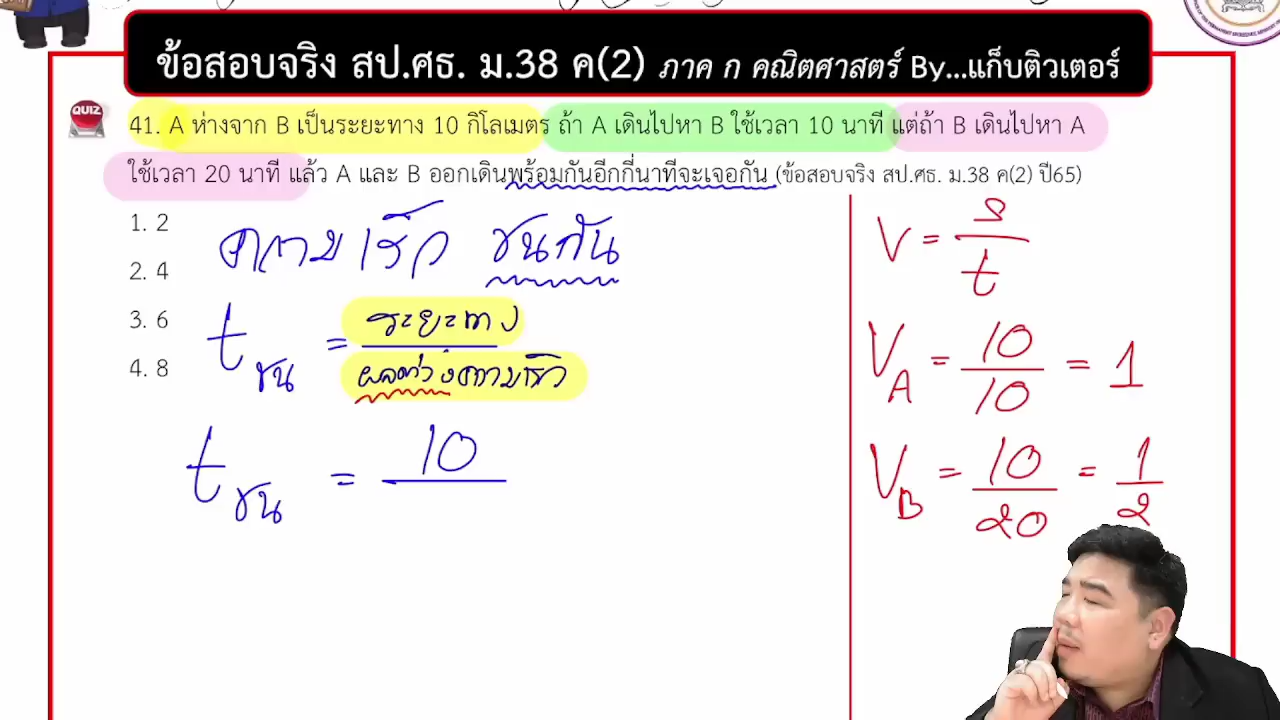 ข้อสอบจริง สป.ศธ. ม.38 ค(2) ภาค ก คณิตศาสตร์ By...แก็บติวเตอร์
QUIZ
41. A ห่างจาก B เป็นระยะทาง 10 กิโลเมตร ถ้า A เดินไปหา B ใช้เวลา 10 นาที แต่ถ้า B เดินไปหา A
ใช้เวลา 20 นาที แล้ว A และ B ออกเดินพร้อมกันอีกกี่นาทีจะเจอกัน (ข้อสอบจริง สป.ศธ. ม.38 ค(2) ปี65)
1. 2
2. 4
3. 6
4. 8
ความเร็ว ชนกัน
t ชน = ระยะทาง
ผลต่างความเร็ว
t ชน = 10
V = s/t
V A = 10/10 = 1
V B = 10/20 = 1/2